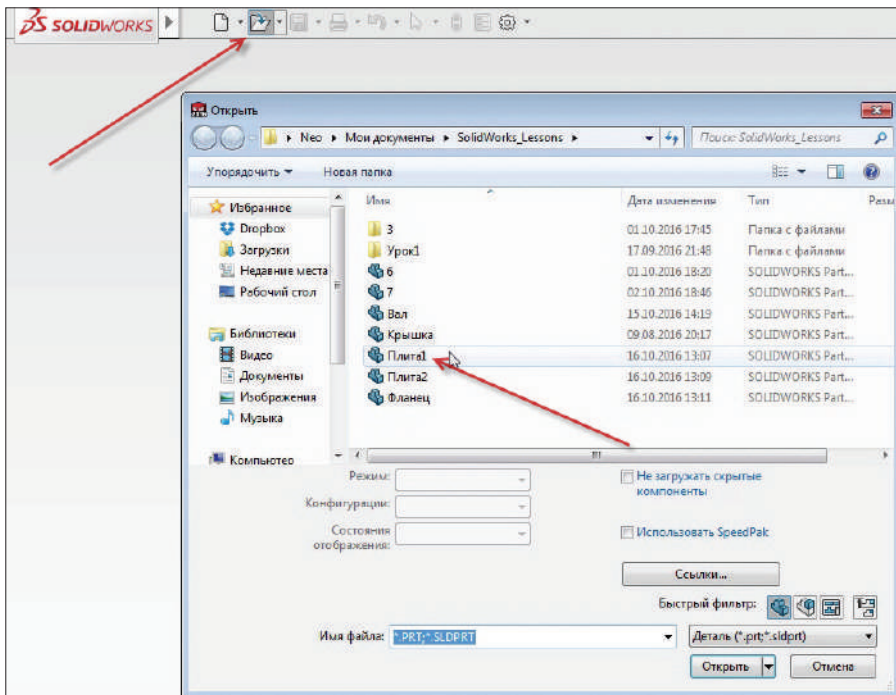 SOLIDWORKS
Открыть
Neo Мои документы SolidWorks_Lessons Поиск: SolidWorks_Lessons
Упорядочить Новая папка
Имя Дата изменения Тип
Избранное
Dropbox
Загрузки
Недавние места
Рабочий стол
Библиотеки
Видео
Документы
Изображения
Музыка
Компьютер
3 01.10.2016 17:45 Папка с файлами
Урок1 17.09.2016 21:48 Папка с файлами
6 01.10.2016 18:20 SOLIDWORKS Part...
7 02.10.2016 18:46 SOLIDWORKS Part...
Вал 15.10.2016 14:19 SOLIDWORKS Part...
Крышка 09.08.2016 20:17 SOLIDWORKS Part...
Плита1 16.10.2016 13:07 SOLIDWORKS Part...
Плита2 16.10.2016 13:09 SOLIDWORKS Part...
Фланец 16.10.2016 13:11 SOLIDWORKS Part...
Режим:
Конфигурации:
Состояния
отображения:
Не загружать скрытые
компоненты
Использовать SpeedPak
Ссылки...
Быстрый фильтр:
Имя файла: *.PRT;*.SLDPRT Деталь (*.prt;*.sldprt)
Открыть Отмена